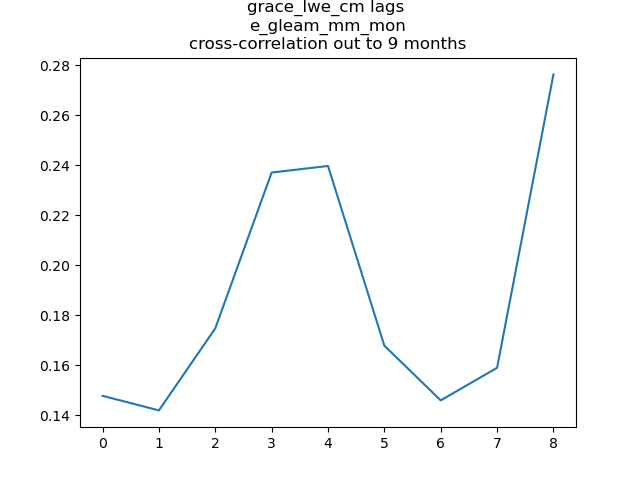 grace_lwe_cm lags
e_gleam_mm_mon
cross-correlation out to 9 months
0.28
0.26
0.24
0.22
0.20
0.18
0.16
0.14
0 1 2 3 4 5 6 7 8